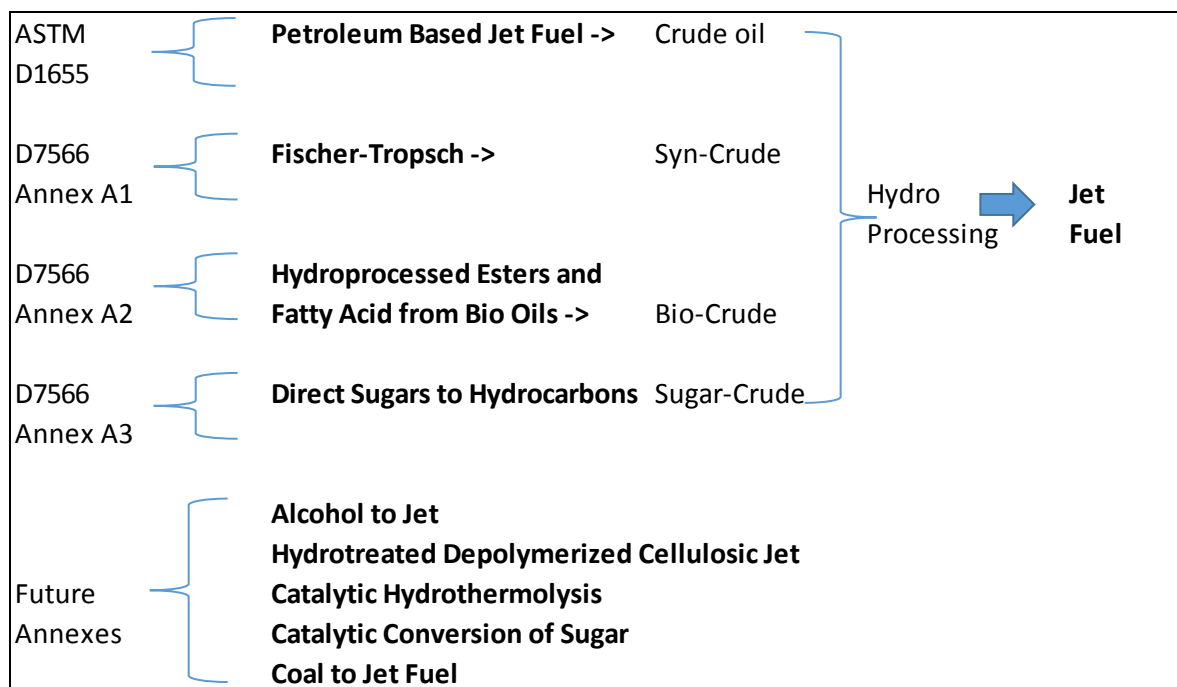 ASTM Petroleum Based Jet Fuel -> Crude oil
D1655
D7566 Fischer-Tropsch -> Syn-Crude
Annex A1
Hydro Jet
Processing Fuel
D7566 Hydroprocessed Esters and
Annex A2 Fatty Acid from Bio Oils -> Bio-Crude
D7566 Direct Sugars to Hydrocarbons Sugar-Crude
Annex A3
Alcohol to Jet
Hydrotreated Depolymerized Cellulosic Jet
Future Catalytic Hydrothermolysis
Annexes Catalytic Conversion of Sugar
Coal to Jet Fuel